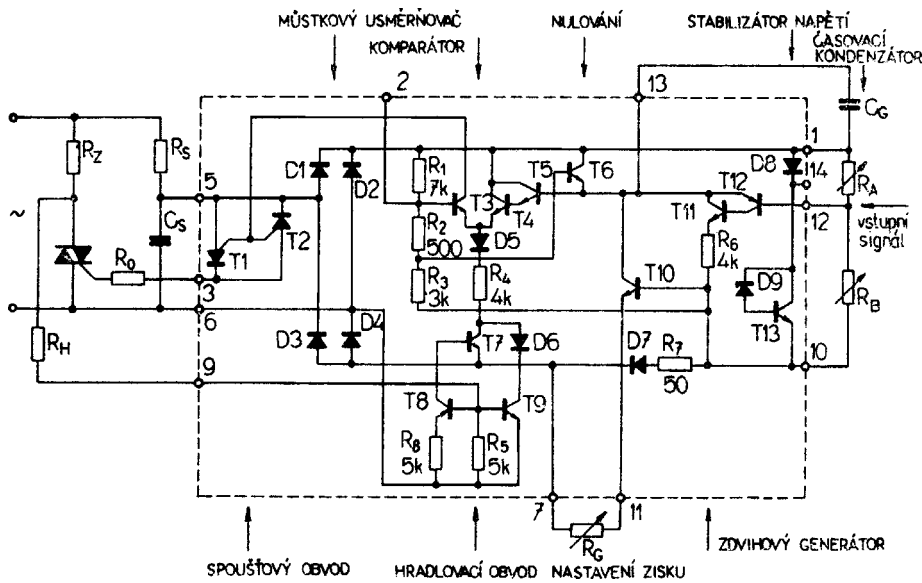 MŮSTKOVÝ USMĚRŇOVAČ
NULOVÁNÍ
STABILIZÁTOR NAPĚTÍ
KOMPARÁTOR
ČASOVACÍ
KONDENZÁTOR
2
13
CG
1
RZ
RS
D1
D2
R1
7k
T3
T4
T5
T6
T12
T11
D8
14
RA
5
12
vstupní
signál
CS
R2
500
D5
~
T1
T2
R0
3
R3
3k
R4
4k
T10
R6
4k
D9
RB
T13
6
RH
D3
D4
T7
D6
D7
R7
50
10
9
T8
T9
R8
5k
R5
5k
7
11
RG
SPOUŠŤOVÝ OBVOD
HRADLOVACÍ OBVOD
NASTAVENÍ ZISKU
ZDVIHOVÝ GENERÁTOR